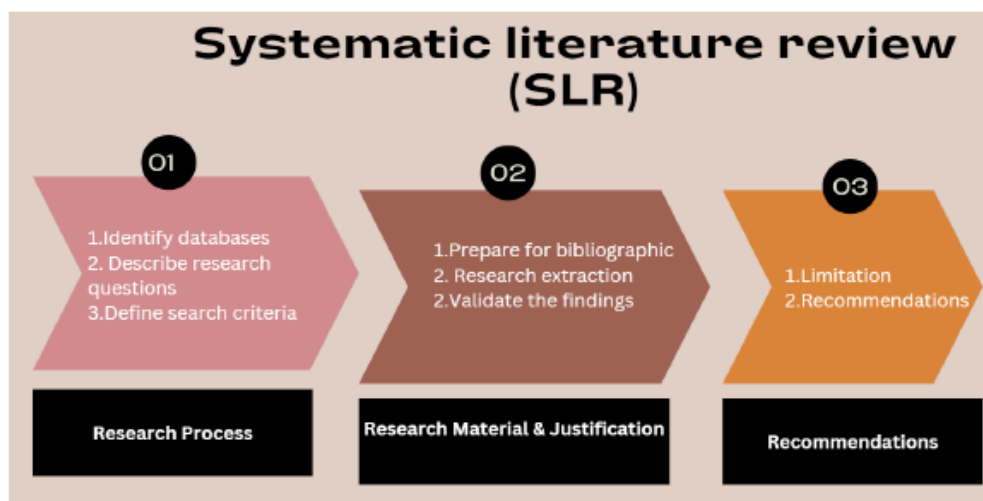 Systematic literature review
(SLR)
01
1.Identify databases
2. Describe research
questions
3.Define search criteria
Research Process
02
1.Prepare for bibliographic
2. Research extraction
2.Validate the findings
Research Material & Justification
03
1.Limitation
2.Recommendations
Recommendations